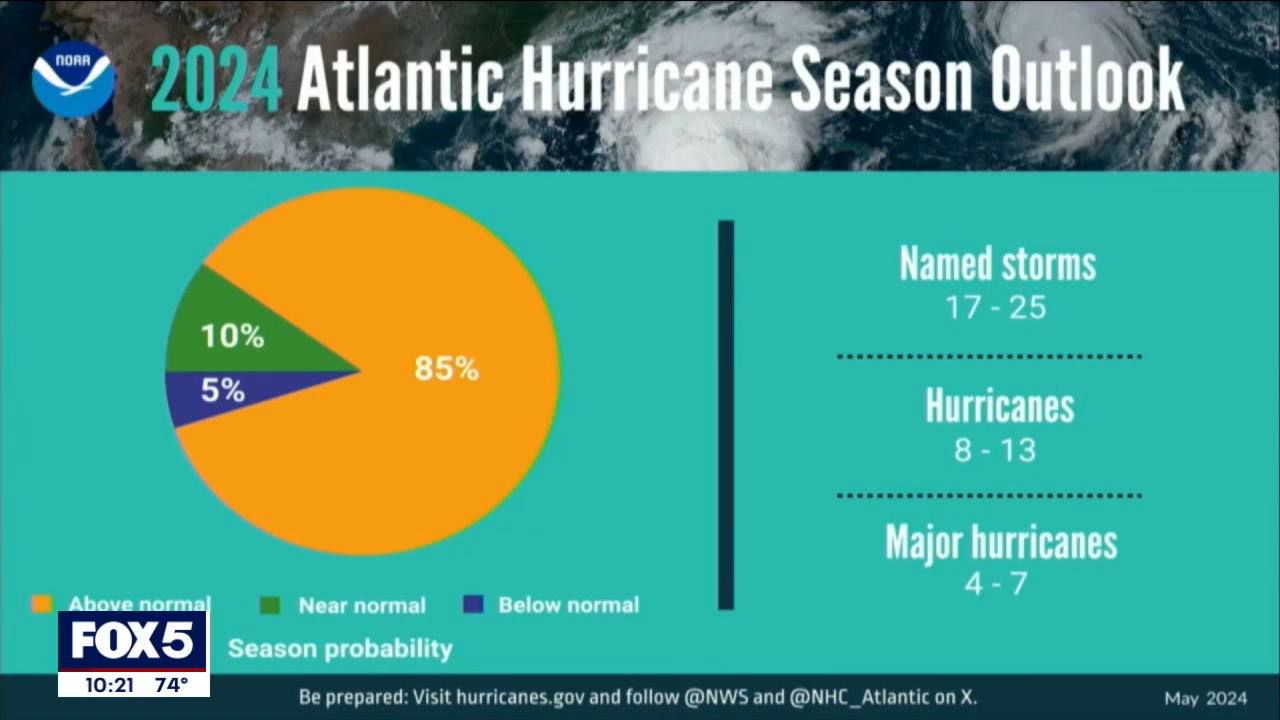 NOAA
2024 Atlantic Hurricane Season Outlook
10%
5%
85%
Above normal
Near normal
Below normal
Season probability
Named storms
17 - 25
Hurricanes
8 - 13
Major hurricanes
4 - 7
FOX5
10:21 74°
Be prepared: Visit hurricanes.gov and follow @NWS and @NHC_Atlantic on X.
May 2024